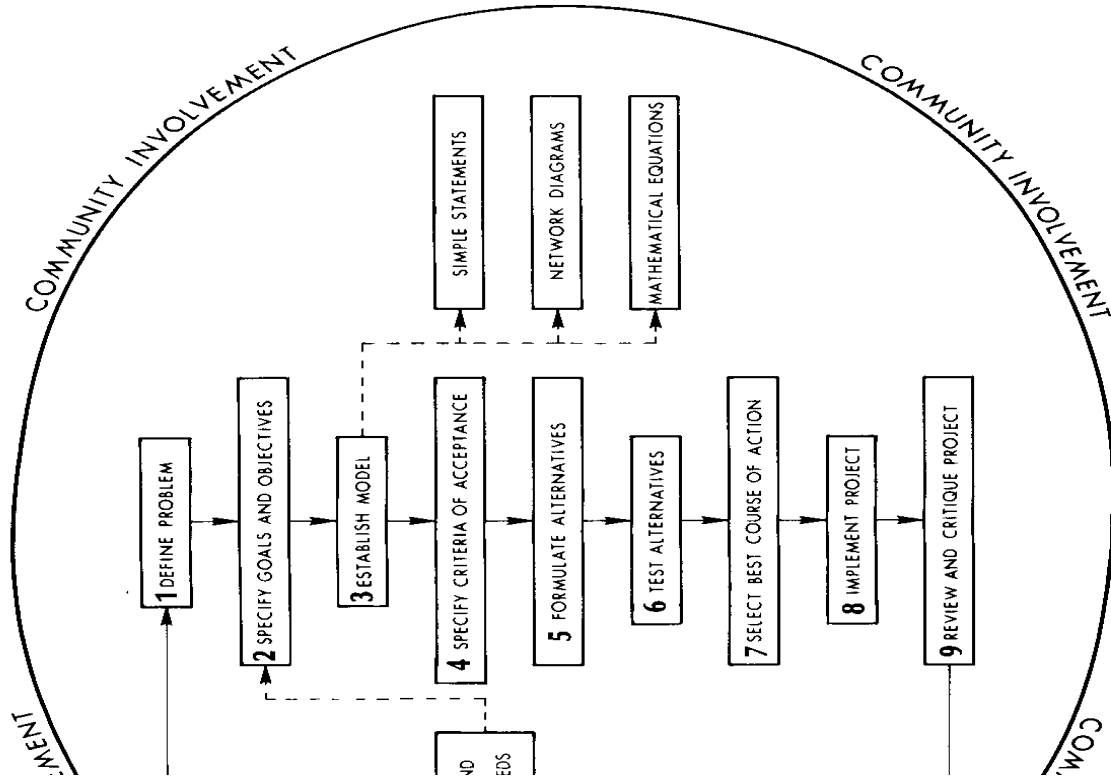 COMMUNITY INVOLVEMENT
COMMUNITY INVOLVEMENT
1 DEFINE PROBLEM
2 SPECIFY GOALS AND OBJECTIVES
3 ESTABLISH MODEL
SIMPLE STATEMENTS
NETWORK DIAGRAMS
MATHEMATICAL EQUATIONS
4 SPECIFY CRITERIA OF ACCEPTANCE
5 FORMULATE ALTERNATIVES
6 TEST ALTERNATIVES
7 SELECT BEST COURSE OF ACTION
8 IMPLEMENT PROJECT
9 REVIEW AND CRITIQUE PROJECT